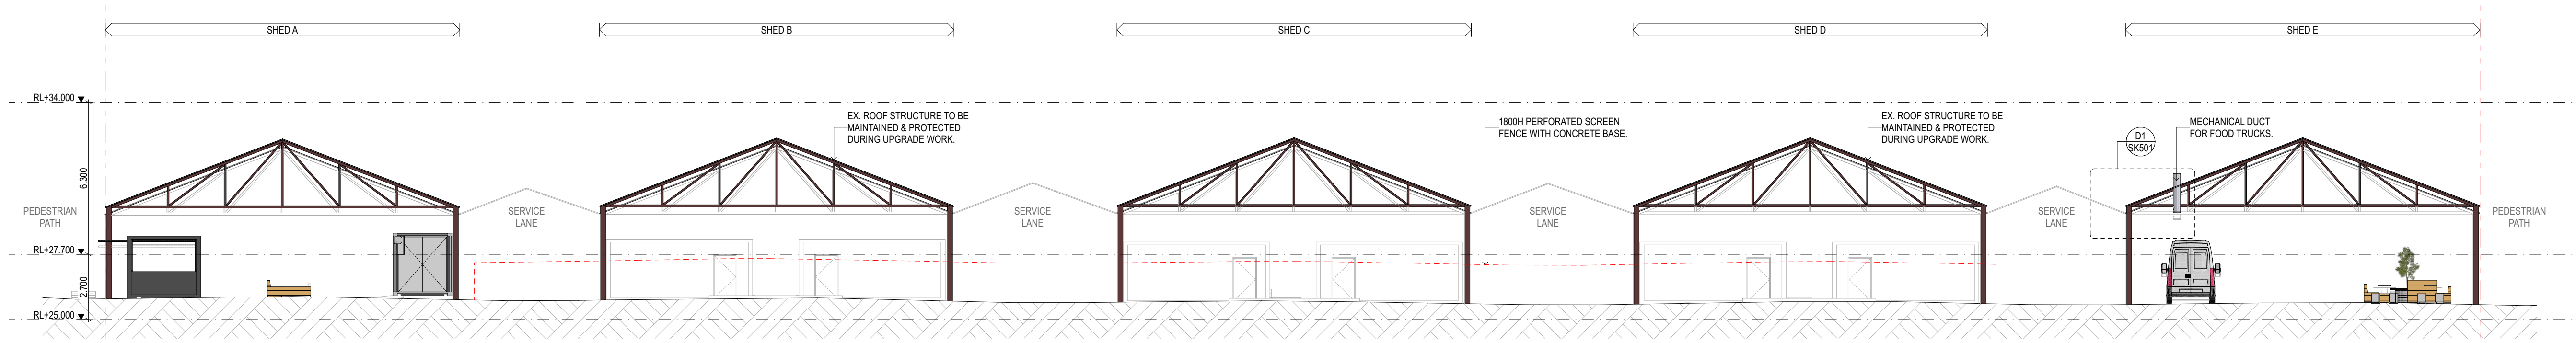 SHED A
SHED B
SHED C
SHED D
SHED E
RL+34.000
EX. ROOF STRUCTURE TO BE
MAINTAINED & PROTECTED
DURING UPGRADE WORK.
1800H PERFORATED SCREEN
FENCE WITH CONCRETE BASE.
EX. ROOF STRUCTURE TO BE
MAINTAINED & PROTECTED
DURING UPGRADE WORK.
D1
SK501
MECHANICAL DUCT
FOR FOOD TRUCKS.
6.300
PEDESTRIAN
PATH
SERVICE
LANE
SERVICE
LANE
SERVICE
LANE
SERVICE
LANE
PEDESTRIAN
PATH
RL+27.700
2.700
RL+25.000